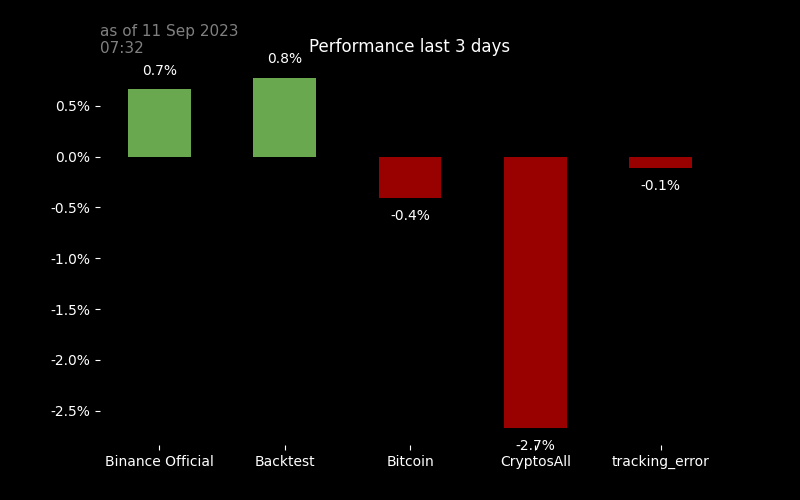 as of 11 Sep 2023
07:32
Performance last 3 days
0.7%
0.8%
0.5%
0.0%
-0.5%
-1.0%
-1.5%
-2.0%
-2.5%
-0.4%
-2.7%
-0.1%
Binance Official
Backtest
Bitcoin
CryptosAll
tracking_error